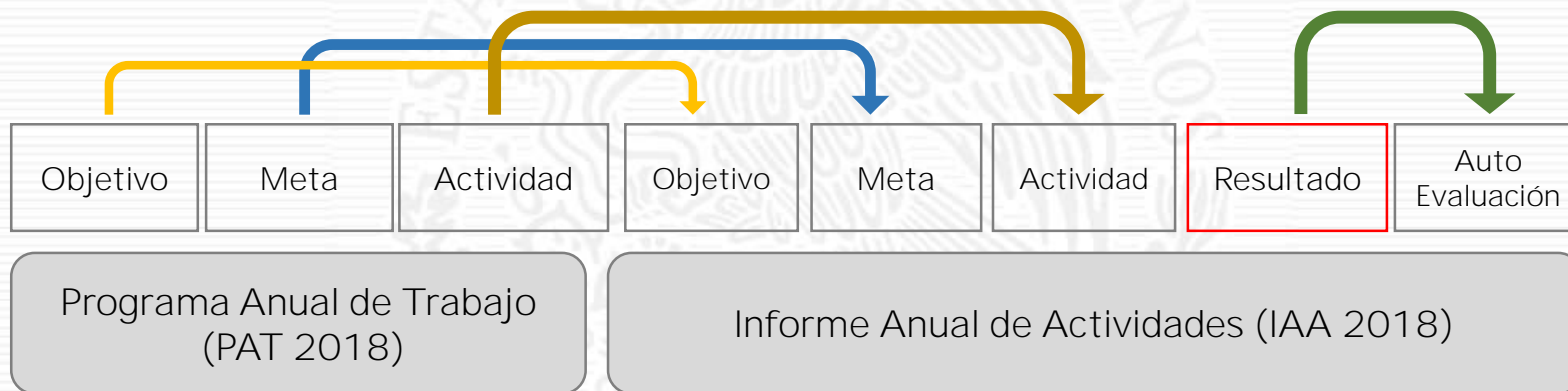 Objetivo
Meta
Actividad
Objetivo
Meta
Actividad
Resultado
Auto
Evaluación
Programa Anual de Trabajo
(PAT 2018)
Informe Anual de Actividades (IAA 2018)